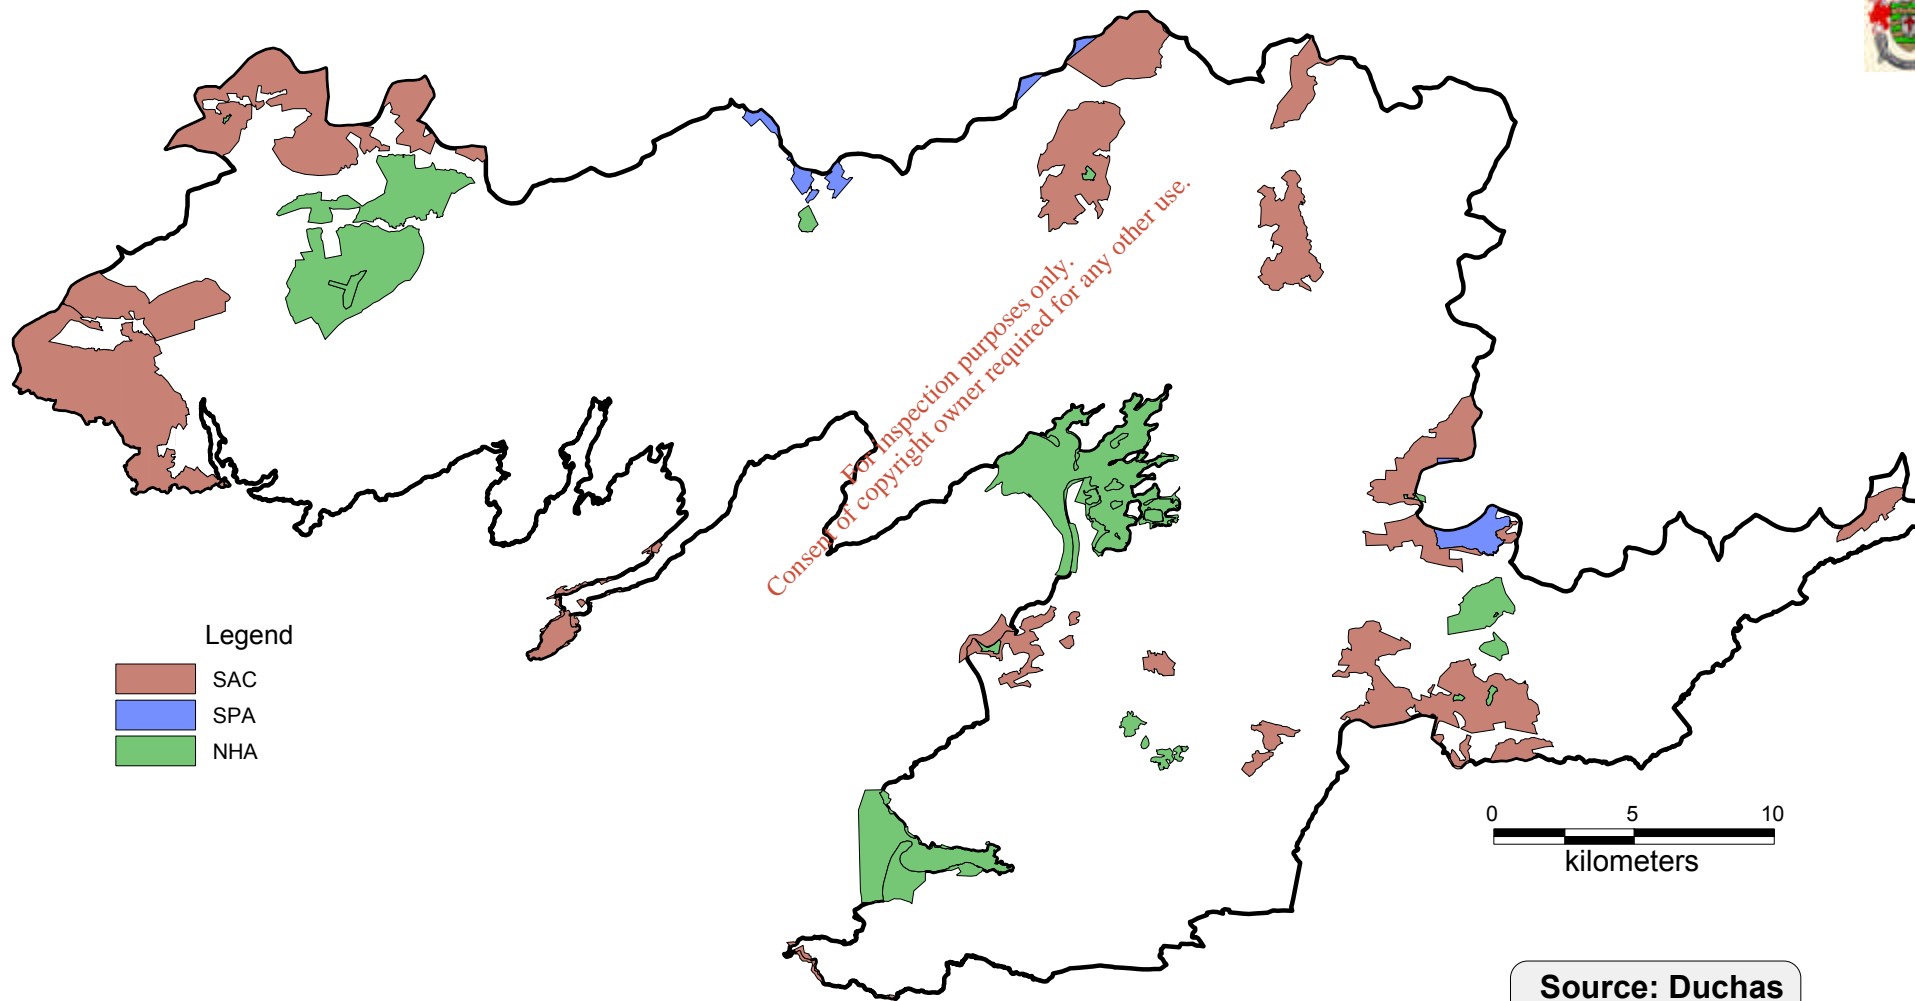 For inspection purposes only.
Consent of copyright owner required for any other use.
Legend
SAC
SPA
NHA
0 5 10
kilometers
Source: Duchas